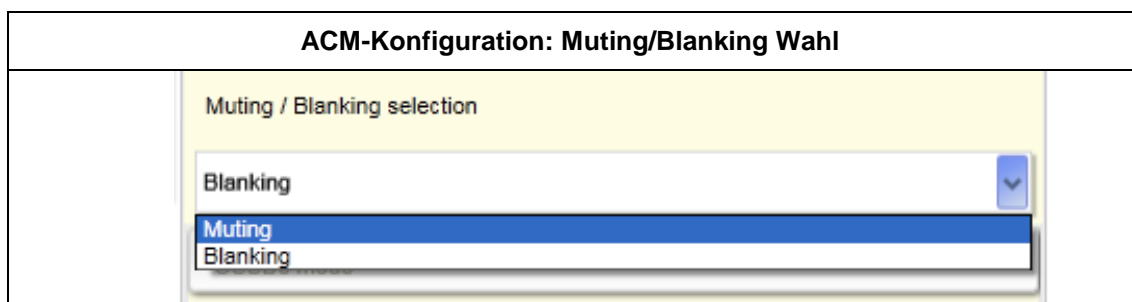 ACM-Konfiguration: Muting/Blanking Wahl
Muting / Blanking selection
Blanking
Muting
Blanking